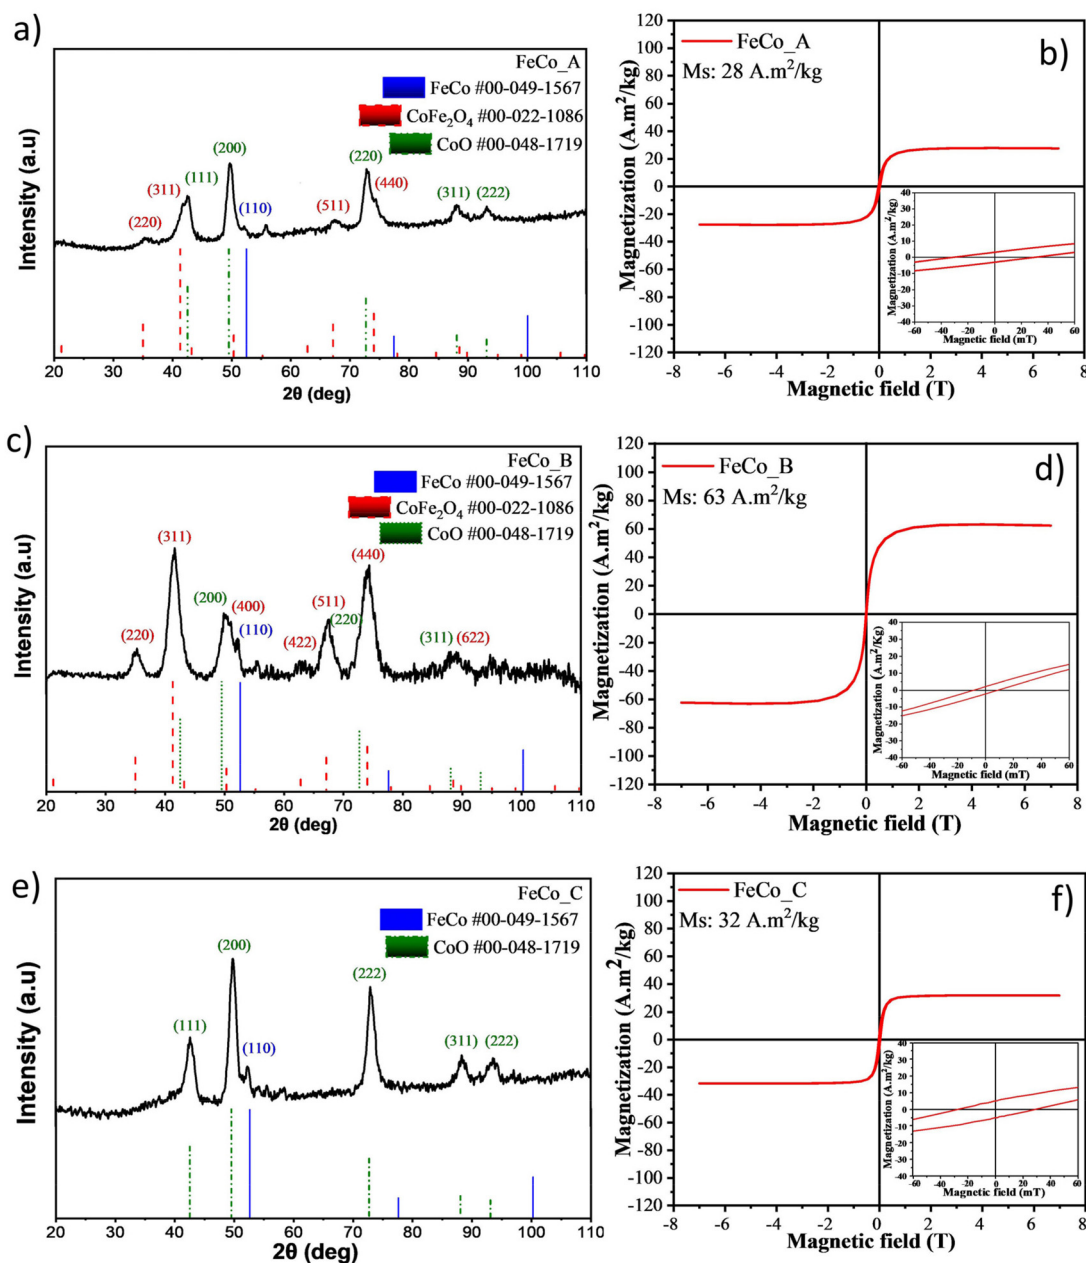 a)
FeCo_A
FeCo #00-049-1567
CoFe₂O₄ #00-022-1086
CoO #00-048-1719
(220)
(311)
(111)
(200)
(110)
(511)
(220)
(440)
(311)
(222)
Intensity (a.u)
20 30 40 50 60 70 80 90 100 110
2θ (deg)
b)
FeCo_A
Ms: 28 A.m²/kg
Magnetization (A.m²/kg)
120
100
80
60
40
20
0
-20
-40
-60
-80
-100
-120
-8 -6 -4 -2 0 2 4 6 8
Magnetic field (T)
Magnetization (A.m²/kg)
40
30
20
10
0
-10
-20
-30
-40
-60 -40 -20 0 20 40 60
Magnetic field (mT)
c)
FeCo_B
FeCo #00-049-1567
CoFe₂O₄ #00-022-1086
CoO #00-048-1719
(220)
(311)
(200)
(400)
(110)
(422)
(511)
(220)
(440)
(311)
(622)
Intensity (a.u)
20 30 40 50 60 70 80 90 100 110
2θ (deg)
d)
FeCo_B
Ms: 63 A.m²/kg
Magnetization (A.m²/kg)
120
100
80
60
40
20
0
-20
-40
-60
-80
-100
-120
-8 -6 -4 -2 0 2 4 6 8
Magnetic field (T)
Magnetization (A.m²/Kg)
40
30
20
10
0
-10
-20
-30
-40
-60 -40 -20 0 20 40 60
Magnetic field (mT)
e)
FeCo_C
FeCo #00-049-1567
CoO #00-048-1719
(111)
(200)
(110)
(222)
(311)
(222)
Intensity (a.u)
20 30 40 50 60 70 80 90 100 110
2θ (deg)
f)
FeCo_C
Ms: 32 A.m²/kg
Magnetization (A.m²/kg)
120
100
80
60
40
20
0
-20
-40
-60
-80
-100
-120
-8 -6 -4 -2 0 2 4 6 8
Magnetic field (T)
Magnetization (A.m²/kg)
40
30
20
10
0
-10
-20
-30
-40
-60 -40 -20 0 20 40 60
Magnetic field (mT)